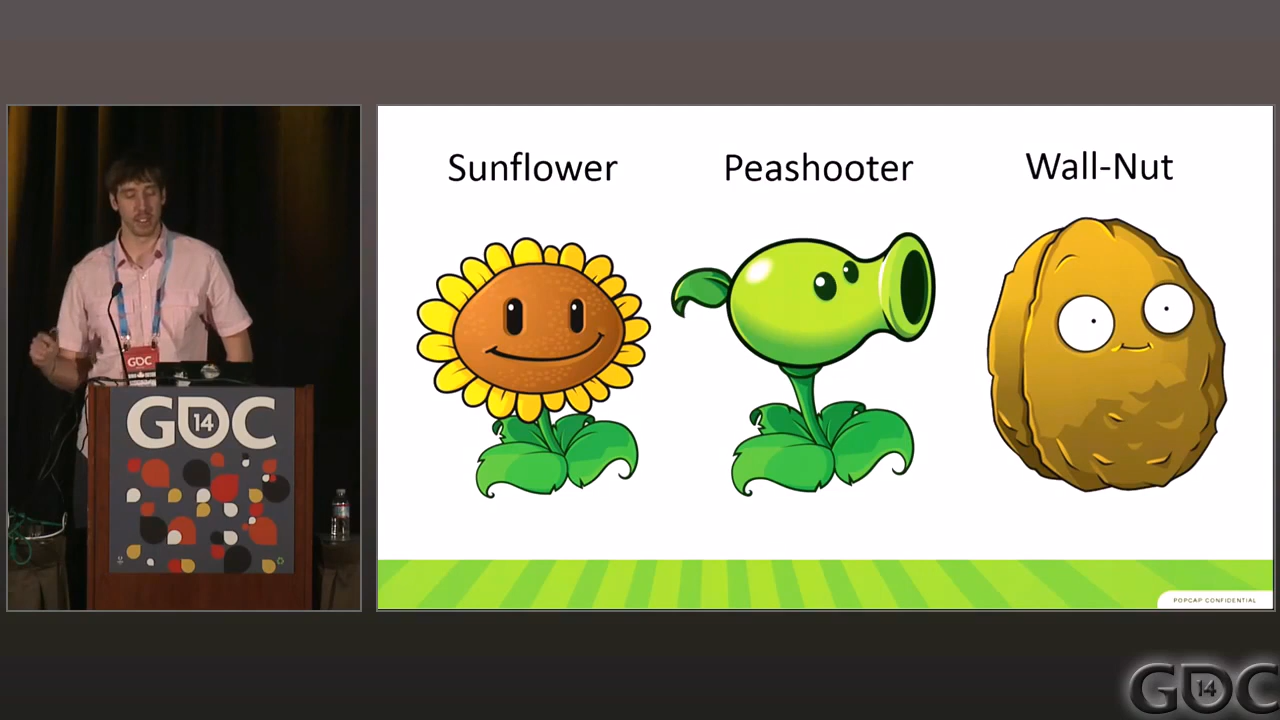 Sunflower
Peashooter
Wall-Nut
GDC
GDC
14
POPCAP CONFIDENTIAL
GDC
14